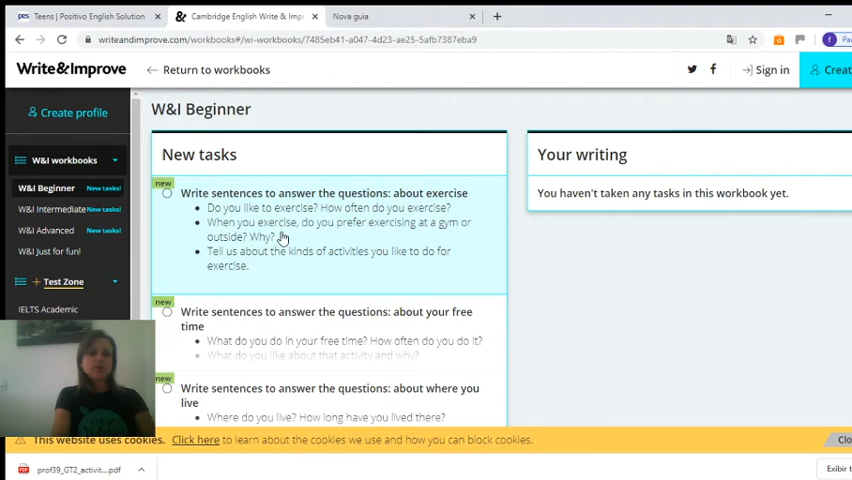 Teens | Positivo English Solution
Cambridge English Write & Imp
Nova guia
writeandimprove.com/workbooks#/wi-workbooks/7485eb41-a047-4d23-ae25-5afb7387eba9
Write&Improve
Return to workbooks
Sign in
Creat
Create profile
W&I workbooks
W&I Beginner New tasks!
W&I Intermediate New tasks!
W&I Advanced New tasks!
W&I Just for fun!
Test Zone
IELTS Academic
W&I Beginner
New tasks
new
Write sentences to answer the questions: about exercise
Do you like to exercise? How often do you exercise?
When you exercise, do you prefer exercising at a gym or
outside? Why?
Tell us about the kinds of activities you like to do for
exercise.
new
Write sentences to answer the questions: about your free
time
What do you do in your free time? How often do you do it?
What do you like about that activity and why?
new
Write sentences to answer the questions: about where you
live
Where do you live? How long have you lived there?
Your writing
You haven't taken any tasks in this workbook yet.
This website uses cookies. Click here to learn about the cookies we use and how you can block cookies.
Clo
prof39_GT2_activit....pdf
Exibir t